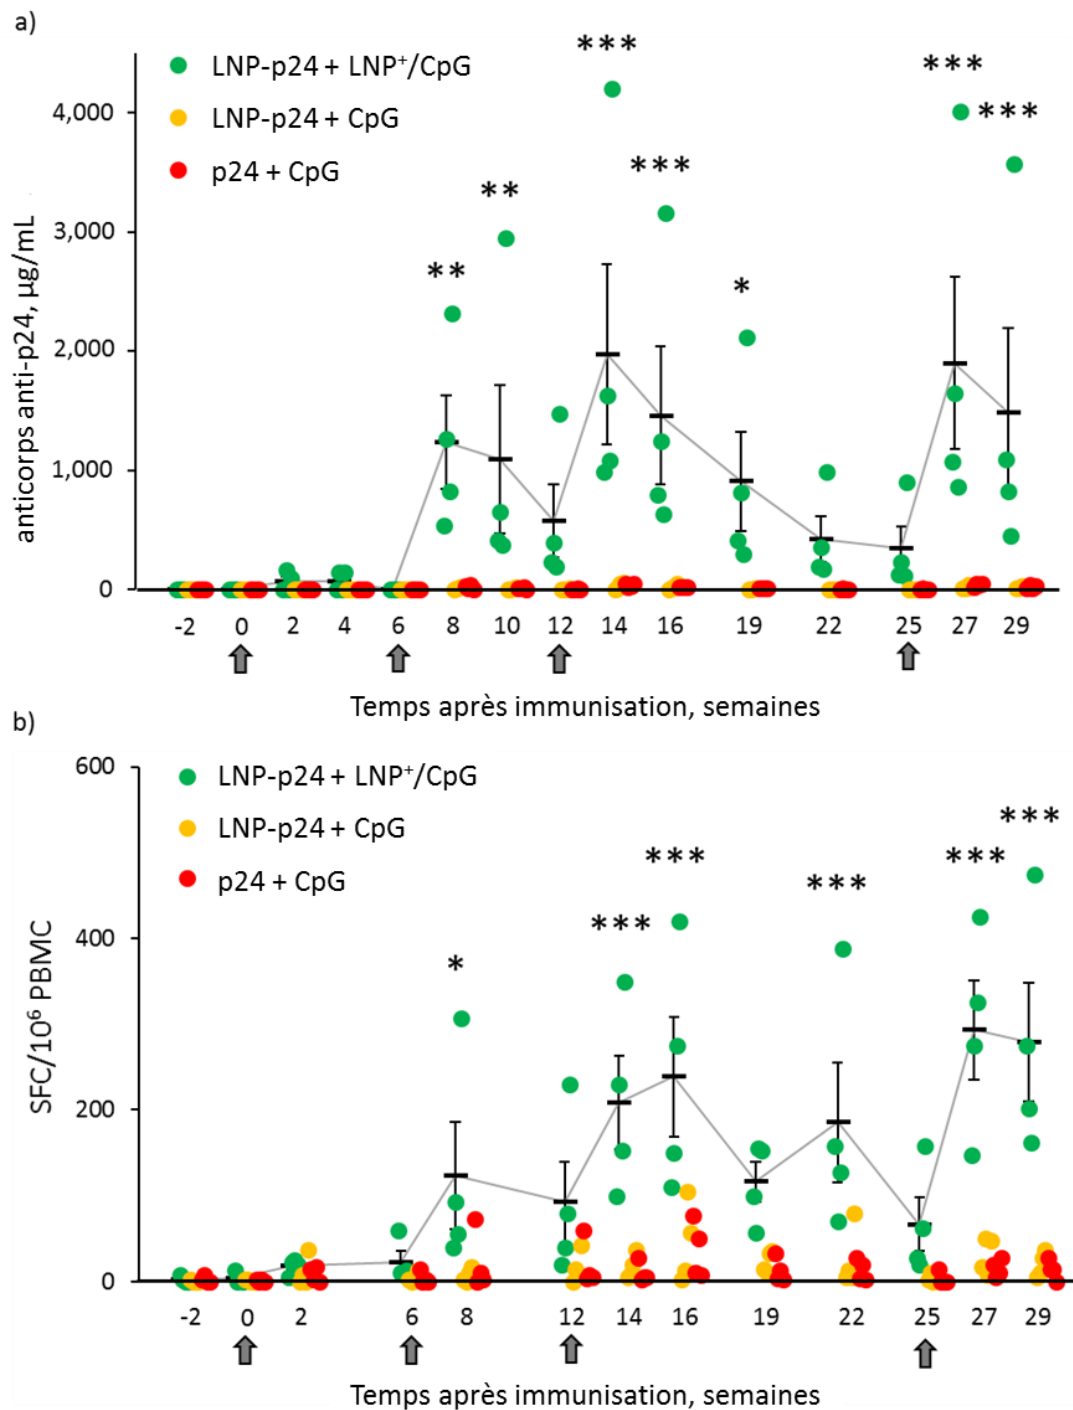 a)
***
***
LNP-p24 + LNP⁺/CpG
***
4,000
LNP-p24 + CpG
***
p24 + CpG
**
3,000
**
*
anticorps anti-p24, µg/mL
2,000
1,000
0
-2 0 2 4 6 8 10 12 14 16 19 22 25 27 29
Temps après immunisation, semaines
b)
600
LNP-p24 + LNP⁺/CpG
***
LNP-p24 + CpG
*** ***
p24 + CpG
***
400
***
*
SFC/10⁶ PBMC
200
0
-2 0 2 6 8 12 14 16 19 22 25 27 29
Temps après immunisation, semaines